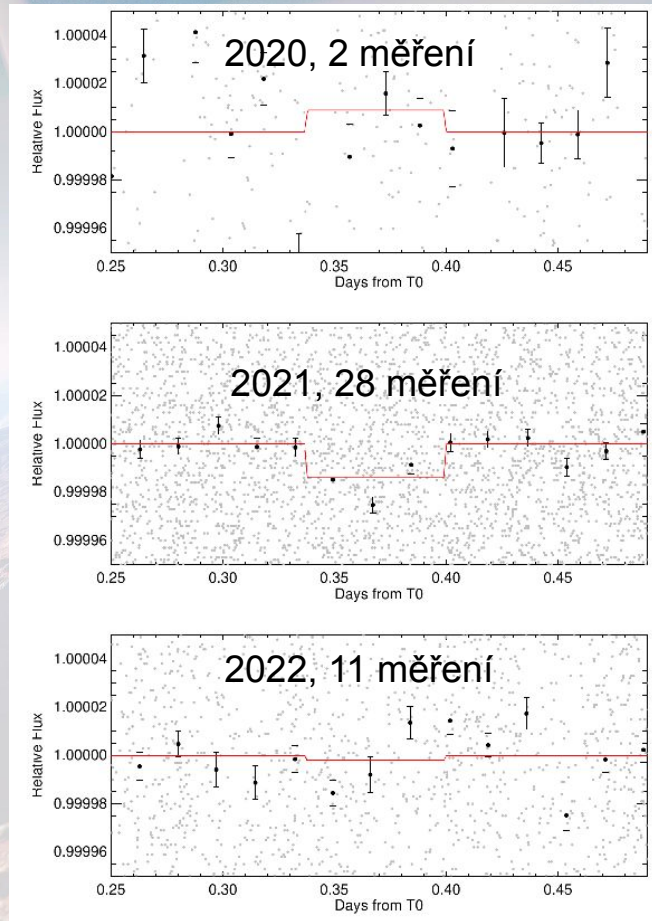 2020, 2 měření
1.00004
1.00002
1.00000
0.99998
0.99996
Relative Flux
0.25 0.30 0.35 0.40 0.45
Days from T0
2021, 28 měření
1.00004
1.00002
1.00000
0.99998
0.99996
Relative Flux
0.25 0.30 0.35 0.40 0.45
Days from T0
2022, 11 měření
1.00004
1.00002
1.00000
0.99998
0.99996
Relative Flux
0.25 0.30 0.35 0.40 0.45
Days from T0